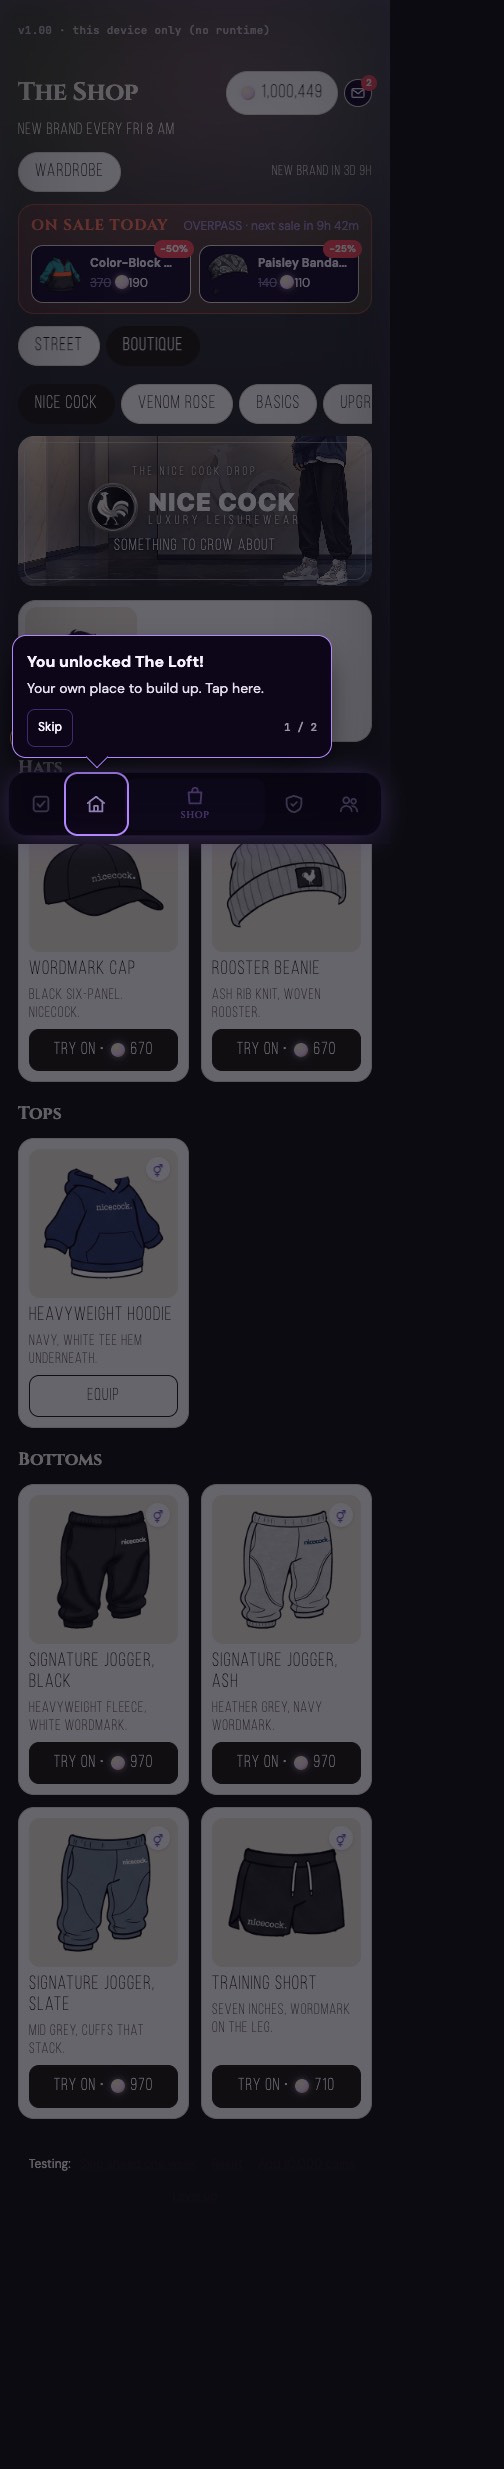 v1.00 · this device only (no runtime)
THE SHOP
1,000,449
2
NEW BRAND EVERY FRI 8 AM
WARDROBE
NEW BRAND IN 3D 9H
ON SALE TODAY
OVERPASS · next sale in 9h 42m
-50%
-25%
Color-Block ...
370 190
Paisley Banda...
140 110
STREET
BOUTIQUE
NICE COCK
VENOM ROSE
BASICS
UPGR
THE NICE COCK DROP
NICE COCK
LUXURY LEISUREWEAR
SOMETHING TO CROW ABOUT
You unlocked The Loft!
Your own place to build up. Tap here.
Skip
1 / 2
HATS
SHOP
nicecock.
WORDMARK CAP
BLACK SIX-PANEL.
NICECOCK.
TRY ON · 670
ROOSTER BEANIE
ASH RIB KNIT, WOVEN
ROOSTER.
TRY ON · 670
TOPS
nicecock.
HEAVYWEIGHT HOODIE
NAVY, WHITE TEE HEM
UNDERNEATH.
EQUIP
BOTTOMS
nicecock.
SIGNATURE JOGGER,
BLACK
HEAVYWEIGHT FLEECE,
WHITE WORDMARK.
TRY ON · 970
nicecock.
SIGNATURE JOGGER,
ASH
HEATHER GREY, NAVY
WORDMARK.
TRY ON · 970
nicecock.
SIGNATURE JOGGER,
SLATE
MID GREY, CUFFS THAT
STACK.
TRY ON · 970
nicecock.
TRAINING SHORT
SEVEN INCHES, WORDMARK
ON THE LEG.
TRY ON · 710
Testing: